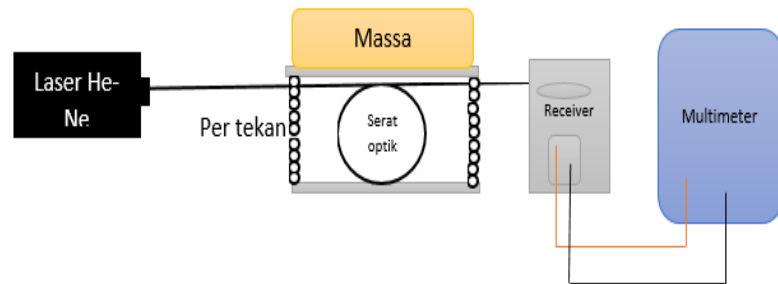 Massa
Laser He-
Ne
Per tekan
Serat
optik
Receiver
Multimeter